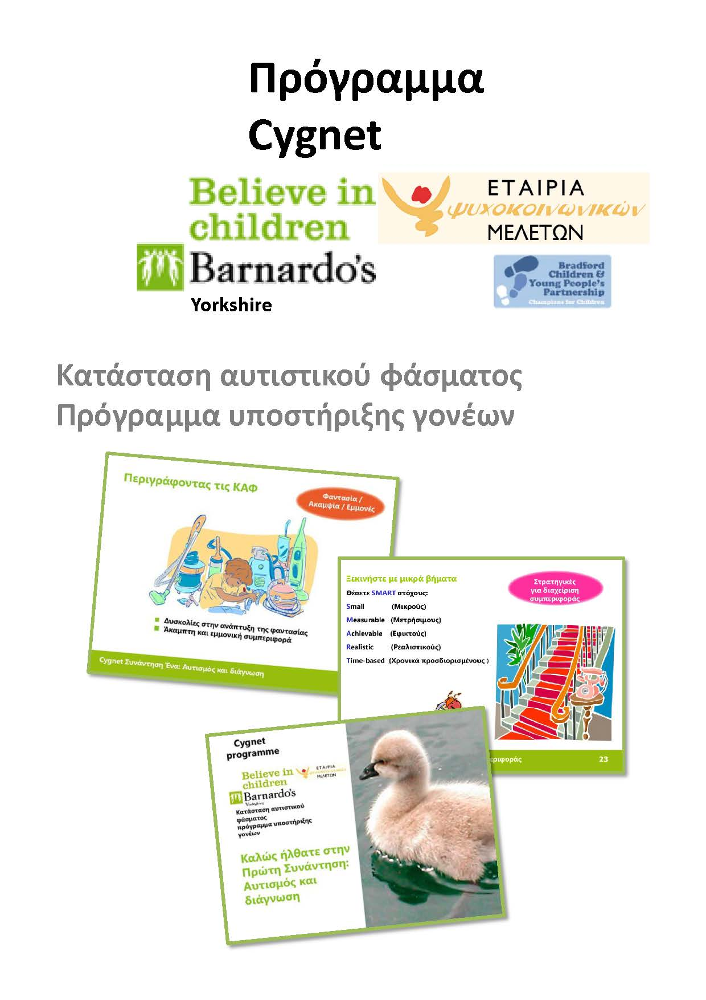 Πρόγραμμα
Cygnet
Believe in
children
Barnardo's
Yorkshire
ΕΤΑΙΡΙΑ
ψυχοκοινωνικών
ΜΕΛΕΤΩΝ
Bradford
Children &
Young People's
Partnership
Champions for Children
Κατάσταση αυτιστικού φάσματος
Πρόγραμμα υποστήριξης γονέων
Περιγράφοντας τις ΚΑΦ
Φαντασία /
Ακαμψία / Εμμονές
Δυσκολίες στην ανάπτυξη της φαντασίας
Άκαμπτη και εμμονική συμπεριφορά
Cygnet Συνάντηση Ένα: Αυτισμός και διάγνωση
Ξεκινήστε με μικρά βήματα
Θέσετε SMART στόχους:
Small (Μικρούς)
Measurable (Μετρήσιμους)
Achievable (Εφικτούς)
Realistic (Ρεαλιστικούς)
Time-based (Χρονικά προσδιορισμένους )
Στρατηγικές
για διαχείριση
συμπεριφοράς
εριφοράς 23
Cygnet
programme
Believe in
children
Barnardo's
Yorkshire
ΕΤΑΙΡΙΑ
ψυχοκοινωνικών
ΜΕΛΕΤΩΝ
Κατάσταση αυτιστικού
φάσματος
πρόγραμμα υποστήριξης
γονέων
Καλώς ήλθατε στην
Πρώτη Συνάντηση:
Αυτισμός και
διάγνωση